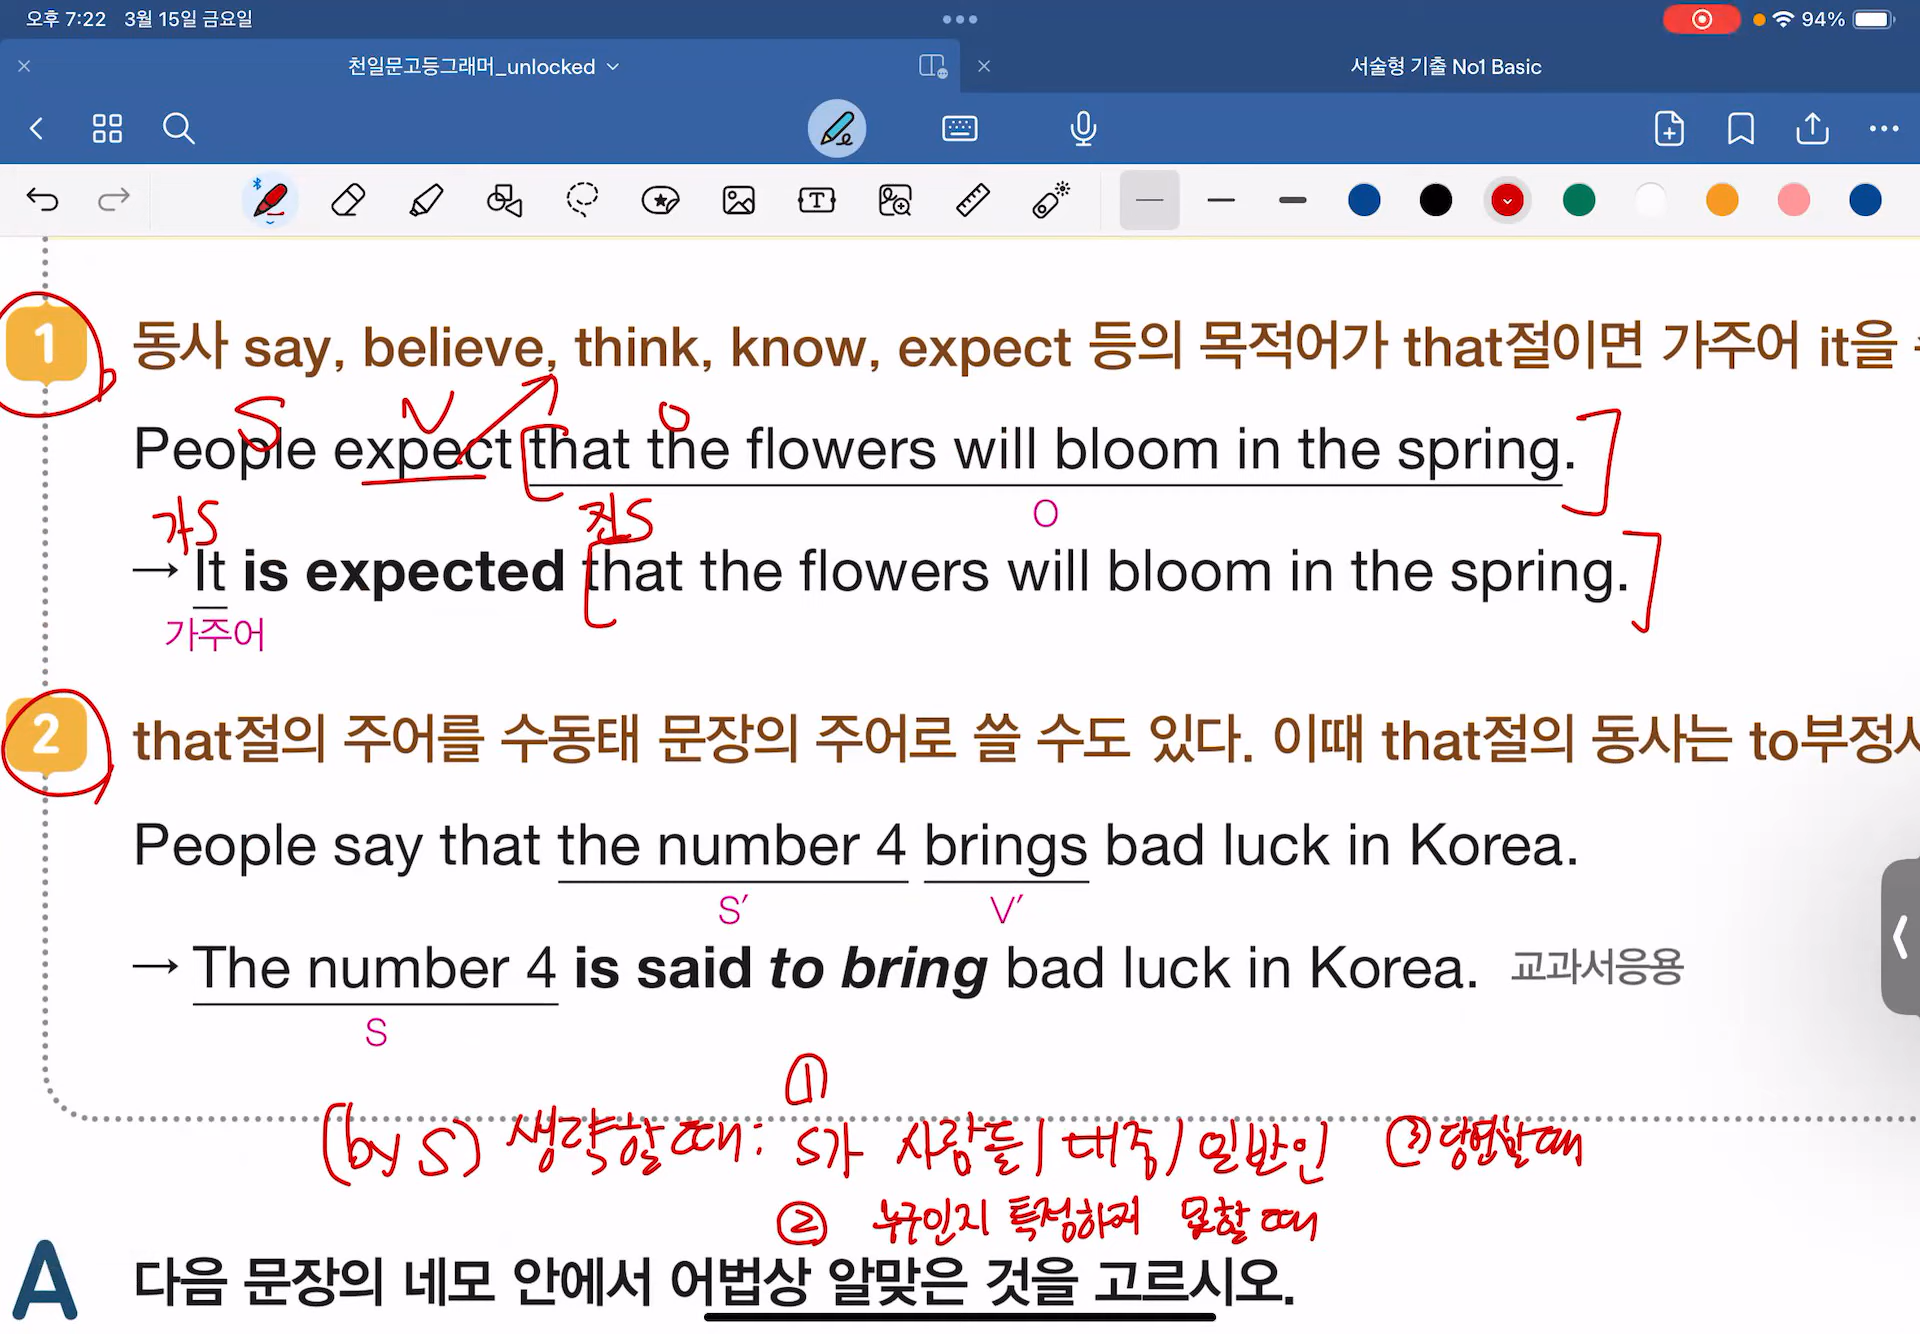 오후 7:22 3월 15일 금요일 94%
천일문고등그래머_unlocked 서술형 기출 No1 Basic
1 동사 say, believe, think, know, expect 등의 목적어가 that절이면 가주어 it을
S V O
People expect that the flowers will bloom in the spring.
O
가S 진S
→ It is expected that the flowers will bloom in the spring.
가주어
2 that절의 주어를 수동태 문장의 주어로 쓸 수도 있다. 이때 that절의 동사는 to부정사
People say that the number 4 brings bad luck in Korea.
S′ V′
→ The number 4 is said to bring bad luck in Korea. 교과서응용
S
(by S) 생략할 때: ① S가 사람들/대중/일반인 ③ 당연할 때
② 누구인지 특정하지 못할 때
A 다음 문장의 네모 안에서 어법상 알맞은 것을 고르시오.